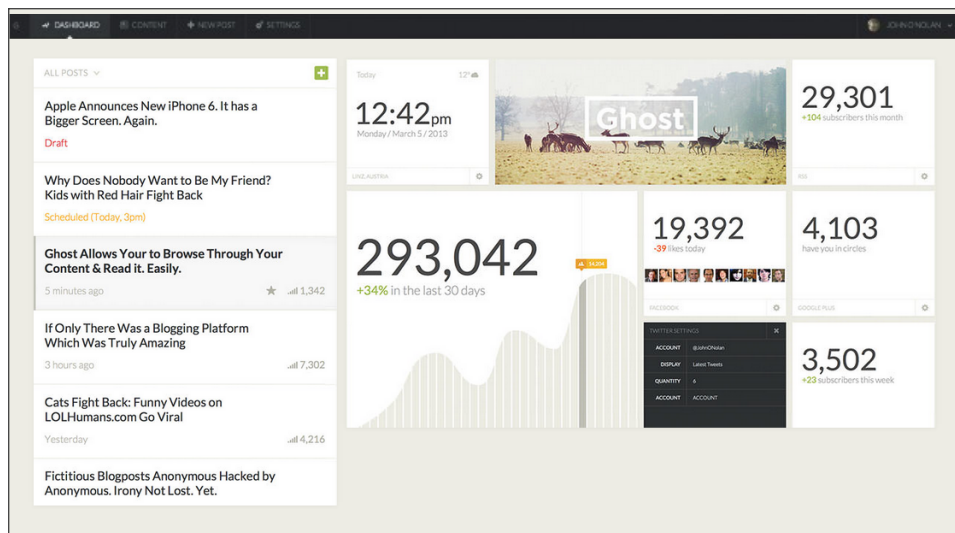 DASHBOARD
CONTENT
NEW POST
SETTINGS
JOHN O'NOLAN
ALL POSTS
Apple Announces New iPhone 6. It has a
Bigger Screen. Again.
Draft
Why Does Nobody Want to Be My Friend?
Kids with Red Hair Fight Back
Scheduled (Today, 3pm)
Ghost Allows Your to Browse Through Your
Content & Read it. Easily.
5 minutes ago
1,342
If Only There Was a Blogging Platform
Which Was Truly Amazing
3 hours ago
7,302
Cats Fight Back: Funny Videos on
LOLHumans.com Go Viral
Yesterday
4,216
Fictitious Blogposts Anonymous Hacked by
Anonymous. Irony Not Lost. Yet.
Today
12°
12:42pm
Monday / March 5 / 2013
AUSTRIA
Ghost
29,301
+104 subscribers this month
RSS
293,042
+34% in the last 30 days
19,392
-39 likes today
FACEBOOK
4,103
have you in circles
GOOGLE PLUS
TWITTER SETTINGS
ACCOUNT @JohnONolan
DISPLAY Latest Tweets
QUANTITY 6
ACCOUNT ACCOUNT
3,502
+23 subscribers this week